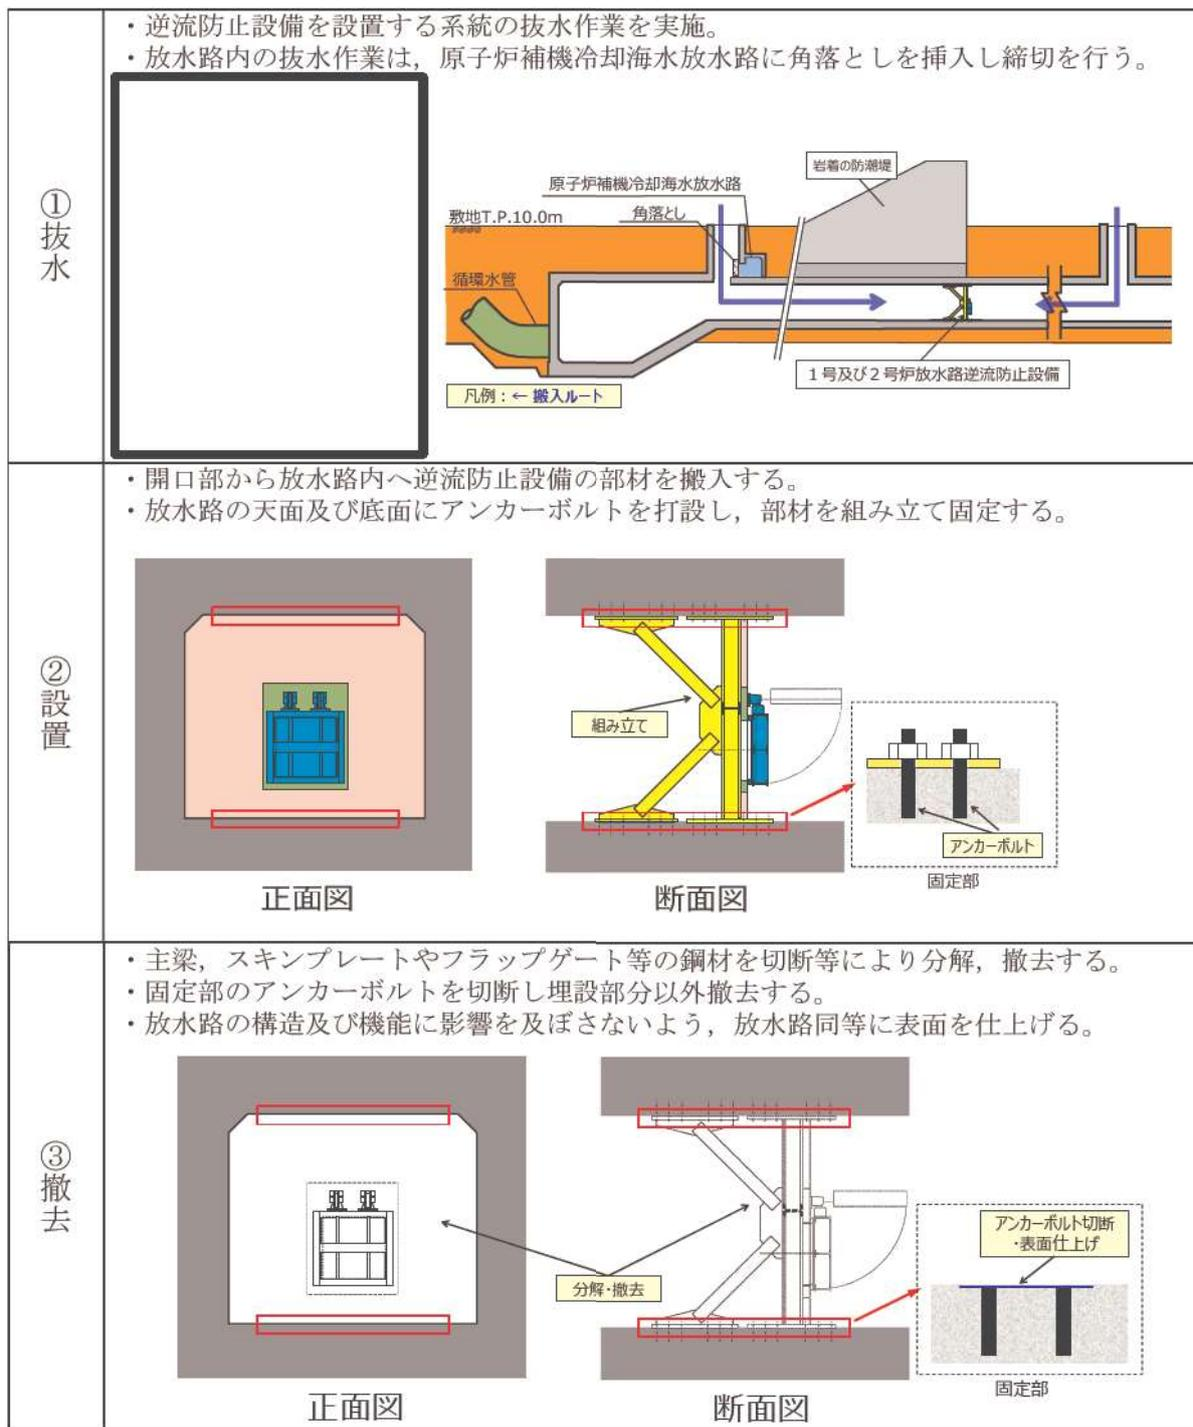 ①抜水
・逆流防止設備を設置する系統の抜水作業を実施。
・放水路内の抜水作業は，原子炉補機冷却海水放水路に角落としを挿入し締切を行う。
岩着の防潮堤
原子炉補機冷却海水放水路
敷地T.P.10.0m
角落とし
循環水管
１号及び２号炉放水路逆流防止設備
凡例：← 搬入ルート
②設置
・開口部から放水路内へ逆流防止設備の部材を搬入する。
・放水路の天面及び底面にアンカーボルトを打設し，部材を組み立て固定する。
組み立て
アンカーボルト
固定部
正面図
断面図
③撤去
・主梁，スキンプレートやフラップゲート等の鋼材を切断等により分解，撤去する。
・固定部のアンカーボルトを切断し埋設部分以外撤去する。
・放水路の構造及び機能に影響を及ぼさないよう，放水路同等に表面を仕上げる。
分解・撤去
アンカーボルト切断
・表面仕上げ
固定部
正面図
断面図